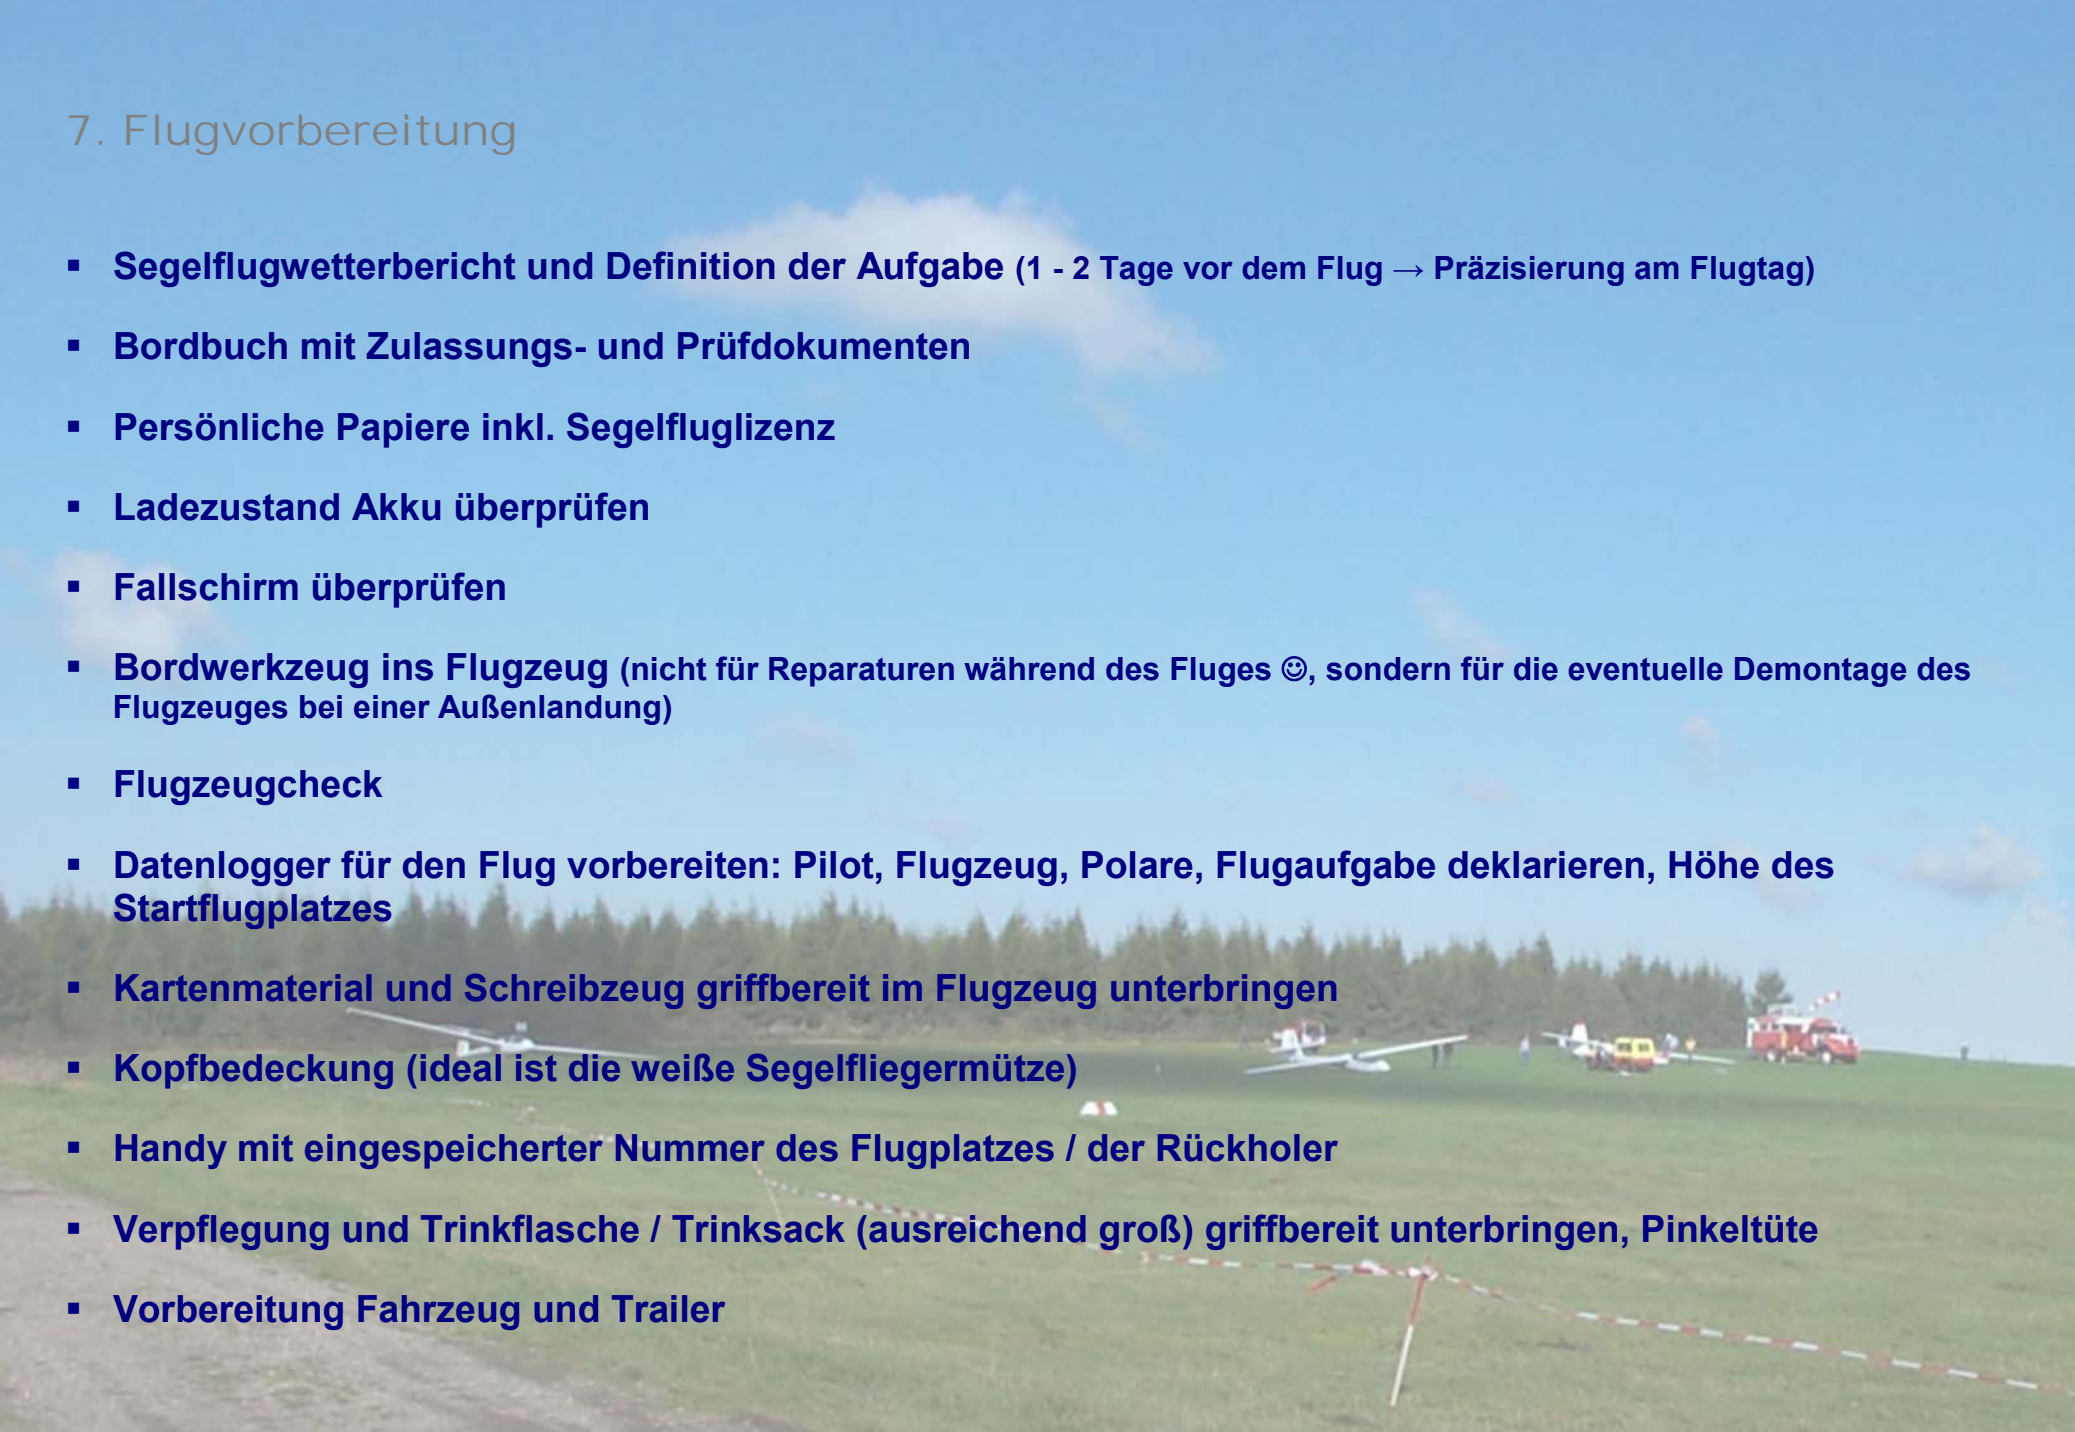 7. Flugvorbereitung
▪ Segelflugwetterbericht und Definition der Aufgabe (1 - 2 Tage vor dem Flug → Präzisierung am Flugtag)
▪ Bordbuch mit Zulassungs- und Prüfdokumenten
▪ Persönliche Papiere inkl. Segelfluglizenz
▪ Ladezustand Akku überprüfen
▪ Fallschirm überprüfen
▪ Bordwerkzeug ins Flugzeug (nicht für Reparaturen während des Fluges ☺, sondern für die eventuelle Demontage des
Flugzeuges bei einer Außenlandung)
▪ Flugzeugcheck
▪ Datenlogger für den Flug vorbereiten: Pilot, Flugzeug, Polare, Flugaufgabe deklarieren, Höhe des
Startflugplatzes
▪ Kartenmaterial und Schreibzeug griffbereit im Flugzeug unterbringen
▪ Kopfbedeckung (ideal ist die weiße Segelfliegermütze)
▪ Handy mit eingespeicherter Nummer des Flugplatzes / der Rückholer
▪ Verpflegung und Trinkflasche / Trinksack (ausreichend groß) griffbereit unterbringen, Pinkeltüte
▪ Vorbereitung Fahrzeug und Trailer